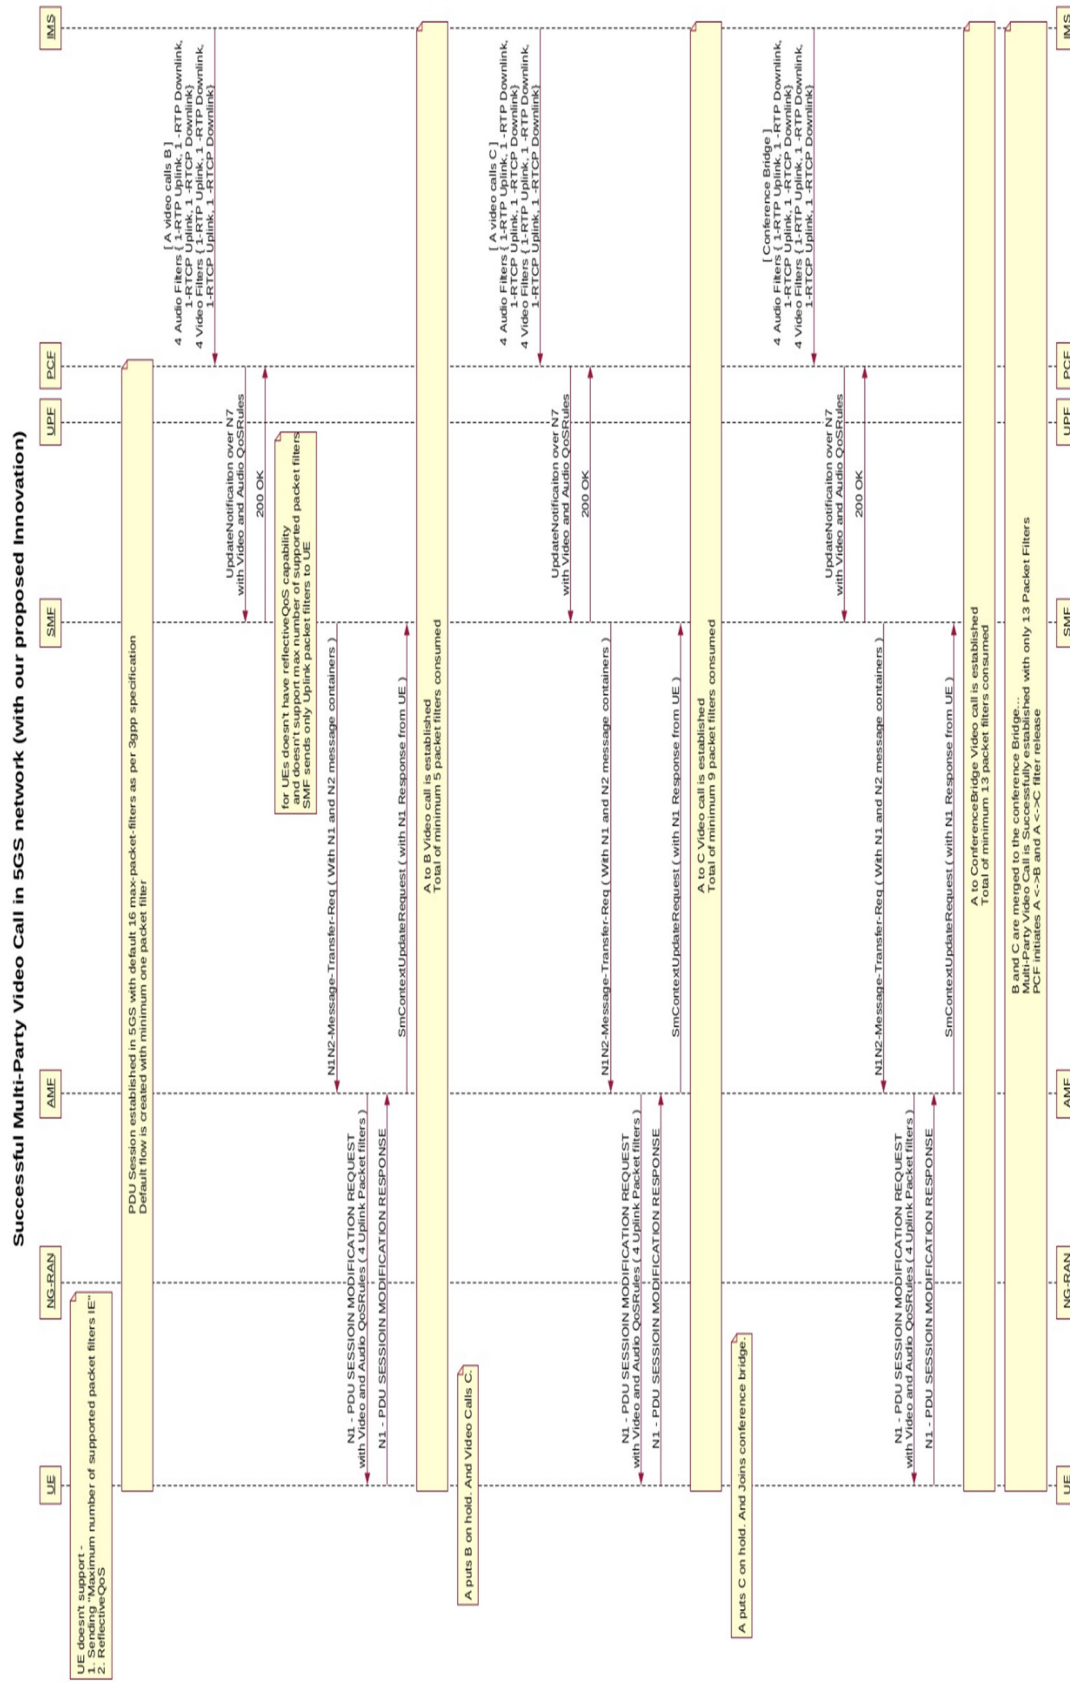 Successful Multi-Party Video Call in 5GS network (with our proposed Innovation)
UE
NG-RAN
AMF
SMF
UPF
PCF
IMS
UE doesn't support -
1. Sending "Maximum number of supported packet filters IE"
2. ReflectiveQoS
PDU Session established in 5GS with default 16 max-packet-filters as per 3gpp specification
Default flow is created with minimum one packet filter
[ A video calls B ]
4 Audio Filters { 1-RTP Uplink, 1 -RTP Downlink,
1-RTCP Uplink, 1 -RTCP Downlink}
4 Video Filters { 1-RTP Uplink, 1 -RTP Downlink,
1-RTCP Uplink, 1 -RTCP Downlink}
UpdateNotificaiton over N7
with Video and Audio QoSRules
200 OK
for UEs doesn't have reflectiveQoS capability
and doesn't support max number of supported packet filters
SMF sends only Uplink packet filters to UE
N1N2-Message-Transfer-Req ( With N1 and N2 message containers )
N1 - PDU SESSIOIN MODIFICATION REQUEST
with Video and Audio QoSRules ( 4 Uplink Packet filters )
N1 - PDU SESSIOIN MODIFICATION RESPONSE
SmContextUpdateRequest ( with N1 Response from UE )
A to B Video call is established
Total of minimum 5 packet filters consumed
A puts B on hold. And Video Calls C.
[ A video calls C ]
4 Audio Filters { 1-RTP Uplink, 1 -RTP Downlink,
1-RTCP Uplink, 1 -RTCP Downlink}
4 Video Filters { 1-RTP Uplink, 1 -RTP Downlink,
1-RTCP Uplink, 1 -RTCP Downlink}
UpdateNotificaiton over N7
with Video and Audio QoSRules
200 OK
N1N2-Message-Transfer-Req ( With N1 and N2 message containers )
N1 - PDU SESSIOIN MODIFICATION REQUEST
with Video and Audio QoSRules ( 4 Uplink Packet filters )
N1 - PDU SESSIOIN MODIFICATION RESPONSE
SmContextUpdateRequest ( with N1 Response from UE )
A to C Video call is established
Total of minimum 9 packet filters consumed
A puts C on hold. And Joins conference bridge.
[ Conference Bridge ]
4 Audio Filters { 1-RTP Uplink, 1 -RTP Downlink,
1-RTCP Uplink, 1 -RTCP Downlink}
4 Video Filters { 1-RTP Uplink, 1 -RTP Downlink,
1-RTCP Uplink, 1 -RTCP Downlink}
UpdateNotificaiton over N7
with Video and Audio QoSRules
200 OK
N1N2-Message-Transfer-Req ( With N1 and N2 message containers )
N1 - PDU SESSIOIN MODIFICATION REQUEST
with Video and Audio QoSRules ( 4 Uplink Packet filters )
N1 - PDU SESSIOIN MODIFICATION RESPONSE
SmContextUpdateRequest ( with N1 Response from UE )
A to ConferenceBridge Video call is established
Total of minimum 13 packet filters consumed
B and C are merged to the conference Bridge...
Multi-Party Video Call is Successfully established with only 13 Packet Filters
PCF initiates A <->B and A <->C filter release
UE
NG-RAN
AMF
SMF
UPF
PCF
IMS